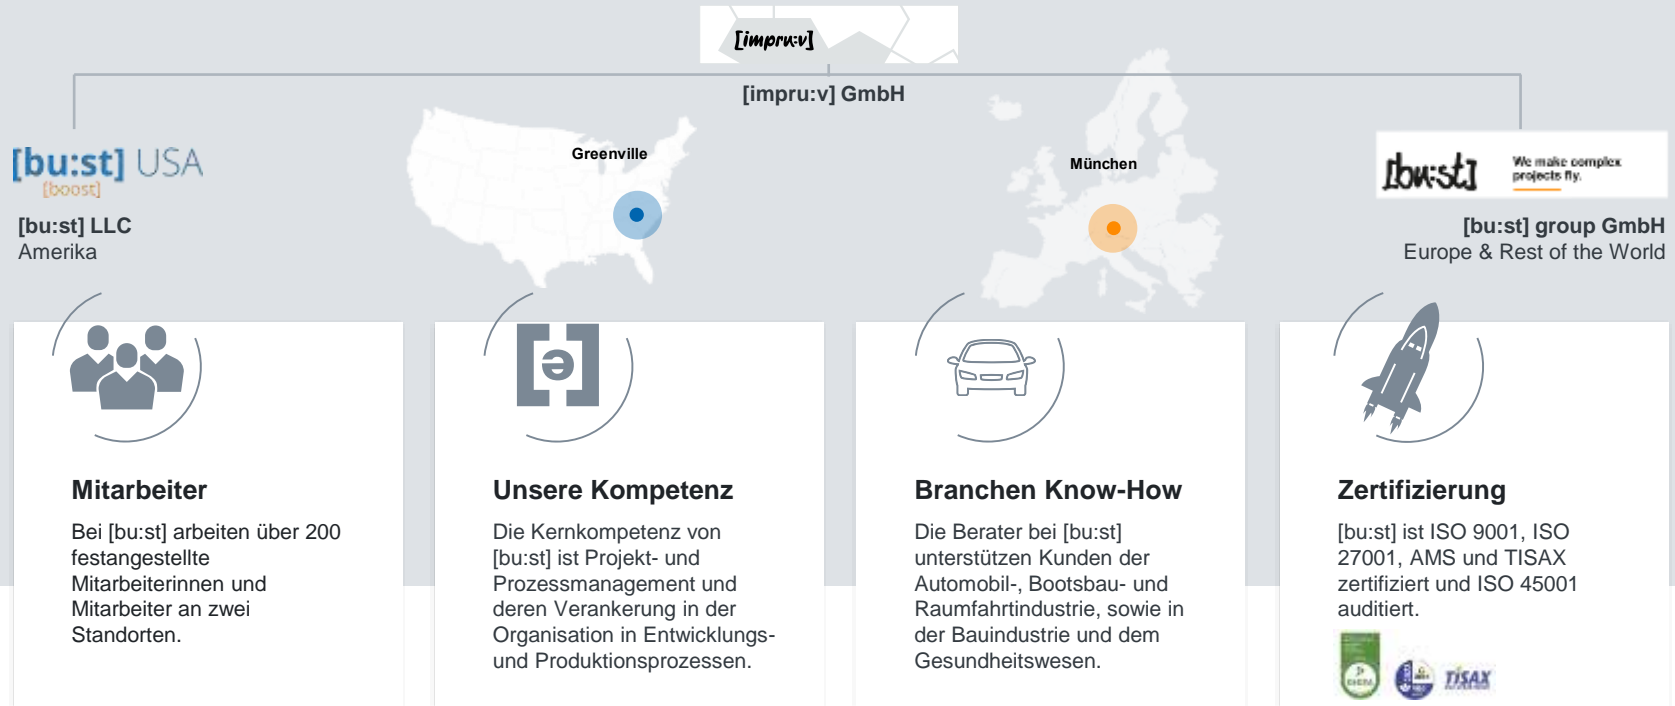 [impru:v]
[impru:v] GmbH
[bu:st] USA
[boost]
[bu:st] LLC
Amerika
Greenville
München
[bu:st]
We make complex
projects fly.
[bu:st] group GmbH
Europe & Rest of the World
Mitarbeiter
Bei [bu:st] arbeiten über 200
festangestellte
Mitarbeiterinnen und
Mitarbeiter an zwei
Standorten.
Unsere Kompetenz
Die Kernkompetenz von
[bu:st] ist Projekt- und
Prozessmanagement und
deren Verankerung in der
Organisation in Entwicklungs-
und Produktionsprozessen.
Branchen Know-How
Die Berater bei [bu:st]
unterstützen Kunden der
Automobil-, Bootsbau- und
Raumfahrtindustrie, sowie in
der Bauindustrie und dem
Gesundheitswesen.
Zertifizierung
[bu:st] ist ISO 9001, ISO
27001, AMS und TISAX
zertifiziert und ISO 45001
auditiert.
TISAX